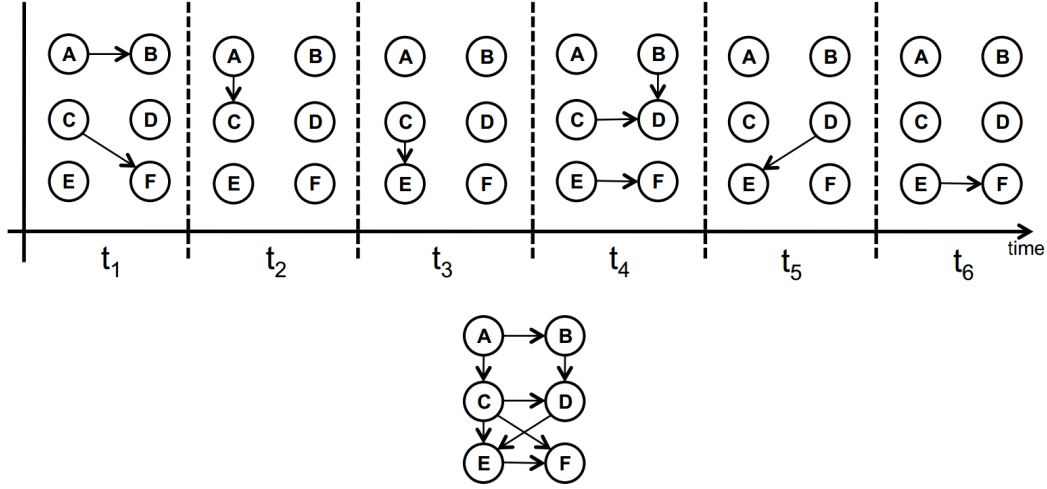 A B A B A B A B A B A B
C D C D C D C D C D C D
E F E F E F E F E F E F
t1 t2 t3 t4 t5 t6 time
A B
C D
E F